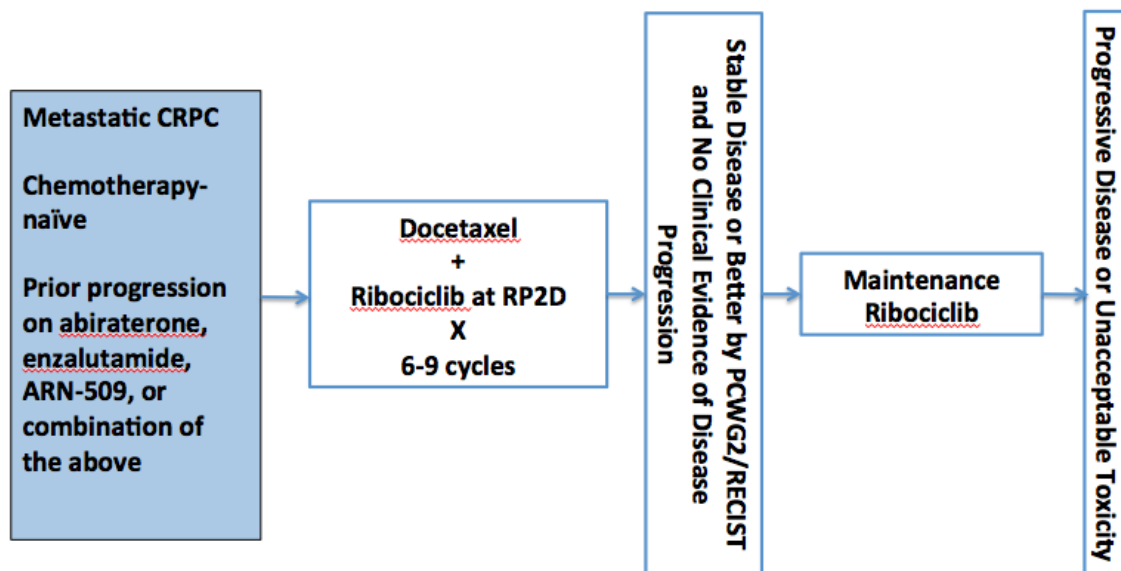 Metastatic CRPC
Chemotherapy-
naïve
Prior progression
on abiraterone,
enzalutamide,
ARN-509, or
combination of
the above
Docetaxel
+
Ribociclib at RP2D
X
6-9 cycles
Stable Disease or Better by PCWG2/RECIST
and No Clinical Evidence of Disease
Progression
Maintenance
Ribociclib
Progressive Disease or Unacceptable Toxicity